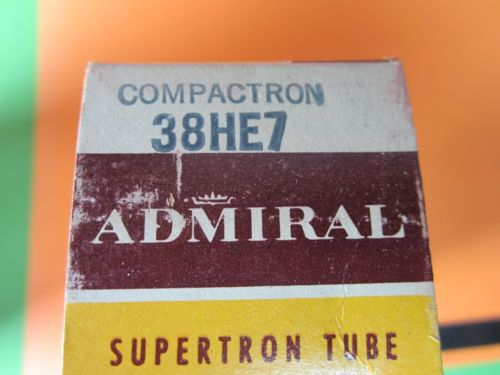 COMPACTRON
38HE7
ADMIRAL
SUPERTRON TUBE